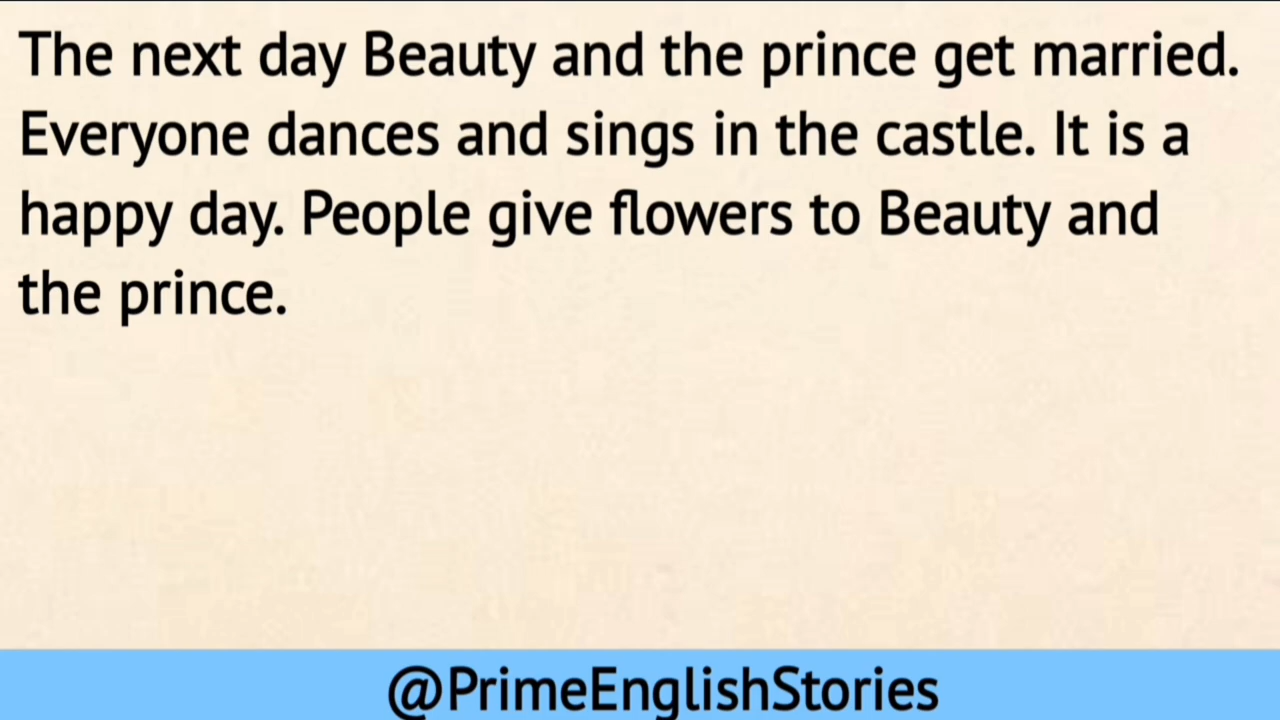 The next day Beauty and the prince get married.
Everyone dances and sings in the castle. It is a
happy day. People give flowers to Beauty and
the prince.
@PrimeEnglishStories